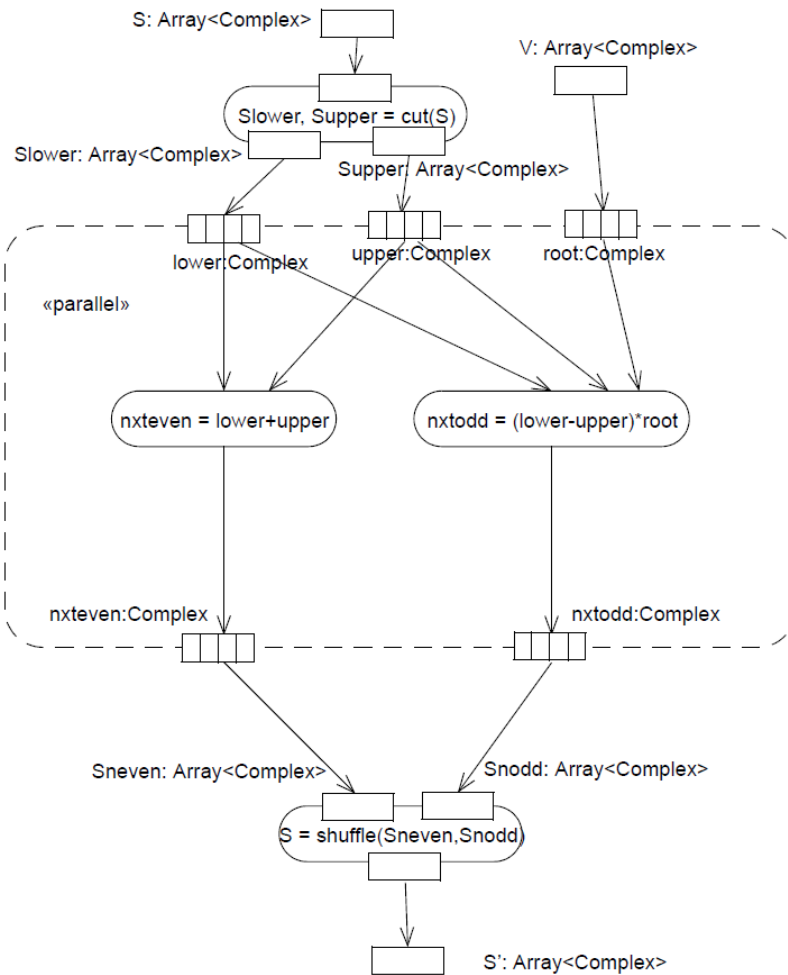 S: Array<Complex>
V: Array<Complex>
Slower, Supper = cut(S)
Slower: Array<Complex>
Supper: Array<Complex>
lower:Complex
upper:Complex
root:Complex
«parallel»
nxteven = lower+upper
nxtodd = (lower-upper)*root
nxteven:Complex
nxtodd:Complex
Sneven: Array<Complex>
Snodd: Array<Complex>
S = shuffle(Sneven,Snodd)
S': Array<Complex>